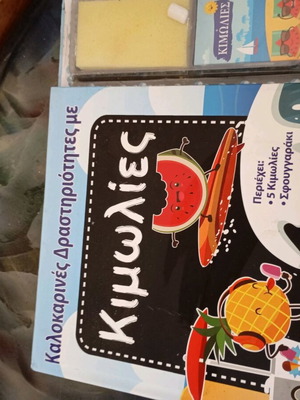 ΚΙΜΩΛΙΕΣ
Καλοκαιρινές Δραστηριότητες με
Κιμωλίες
Περιέχει:
• 5 Κιμωλίες
• Σφουγγαράκι